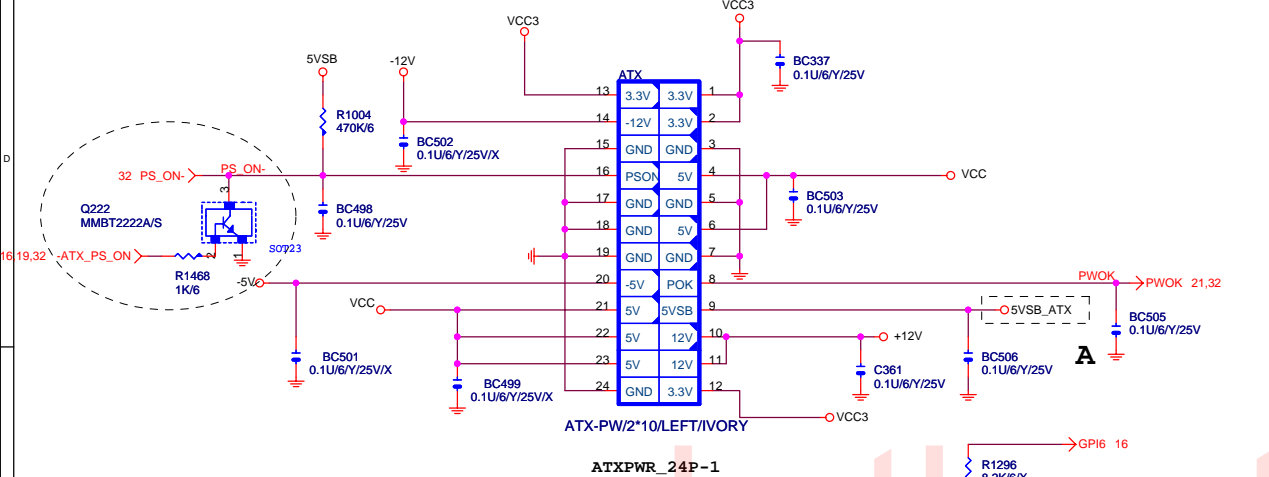 VCC3
VCC3
5VSB
-12V
BC337
0.1U/6/Y/25V
ATX
R1004
470K/6
13 3.3V 3.3V 1
14 -12V 3.3V 2
BC502
0.1U/6/Y/25V/X
15 GND GND 3
D
32 PS_ON-
PS_ON-
16 PSON 5V 4
VCC
3
Q222
MMBT2222A/S
BC498
0.1U/6/Y/25V
17 GND GND 5
BC503
0.1U/6/Y/25V
18 GND 5V 6
SOT23
16,19,32 -ATX_PS_ON
2
1
19 GND GND 7
R1468
1K/6
-5V
20 -5V POK 8
PWOK
PWOK 21,32
VCC
21 5V 5VSB 9
5VSB_ATX
BC505
0.1U/6/Y/25V
22 5V 12V 10
+12V
A
BC501
0.1U/6/Y/25V/X
23 5V 12V 11
C361
0.1U/6/Y/25V
BC506
0.1U/6/Y/25V
BC499
0.1U/6/Y/25V/X
24 GND 3.3V 12
VCC3
ATX-PW/2*10/LEFT/IVORY
GPI6 16
ATXPWR_24P-1
R1296